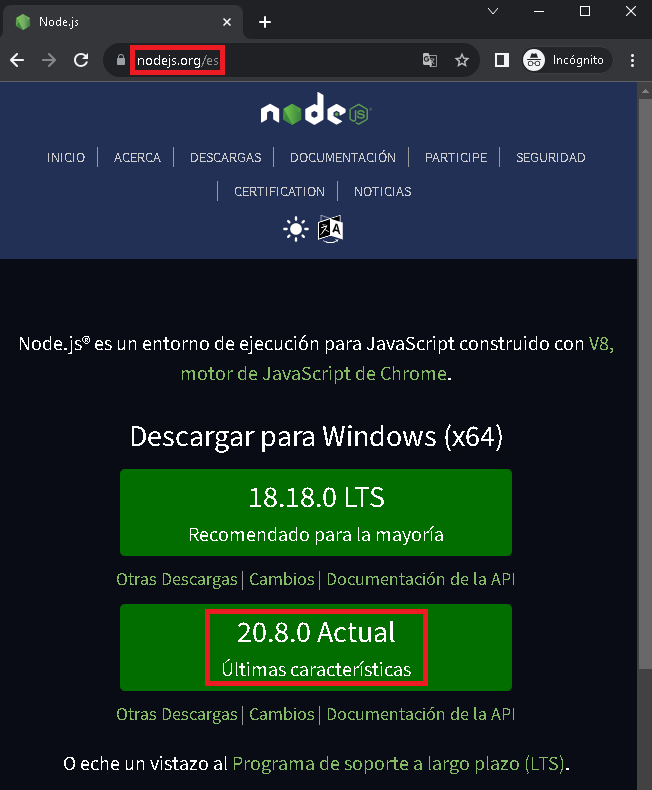 Node.js
nodejs.org/es
Incógnito
node
JS
INICIO
ACERCA
DESCARGAS
DOCUMENTACIÓN
PARTICIPE
SEGURIDAD
CERTIFICATION
NOTICIAS
Node.js® es un entorno de ejecución para JavaScript construido con V8,
motor de JavaScript de Chrome.
Descargar para Windows (x64)
18.18.0 LTS
Recomendado para la mayoría
Otras Descargas | Cambios | Documentación de la API
20.8.0 Actual
Últimas características
Otras Descargas | Cambios | Documentación de la API
O eche un vistazo al Programa de soporte a largo plazo (LTS).